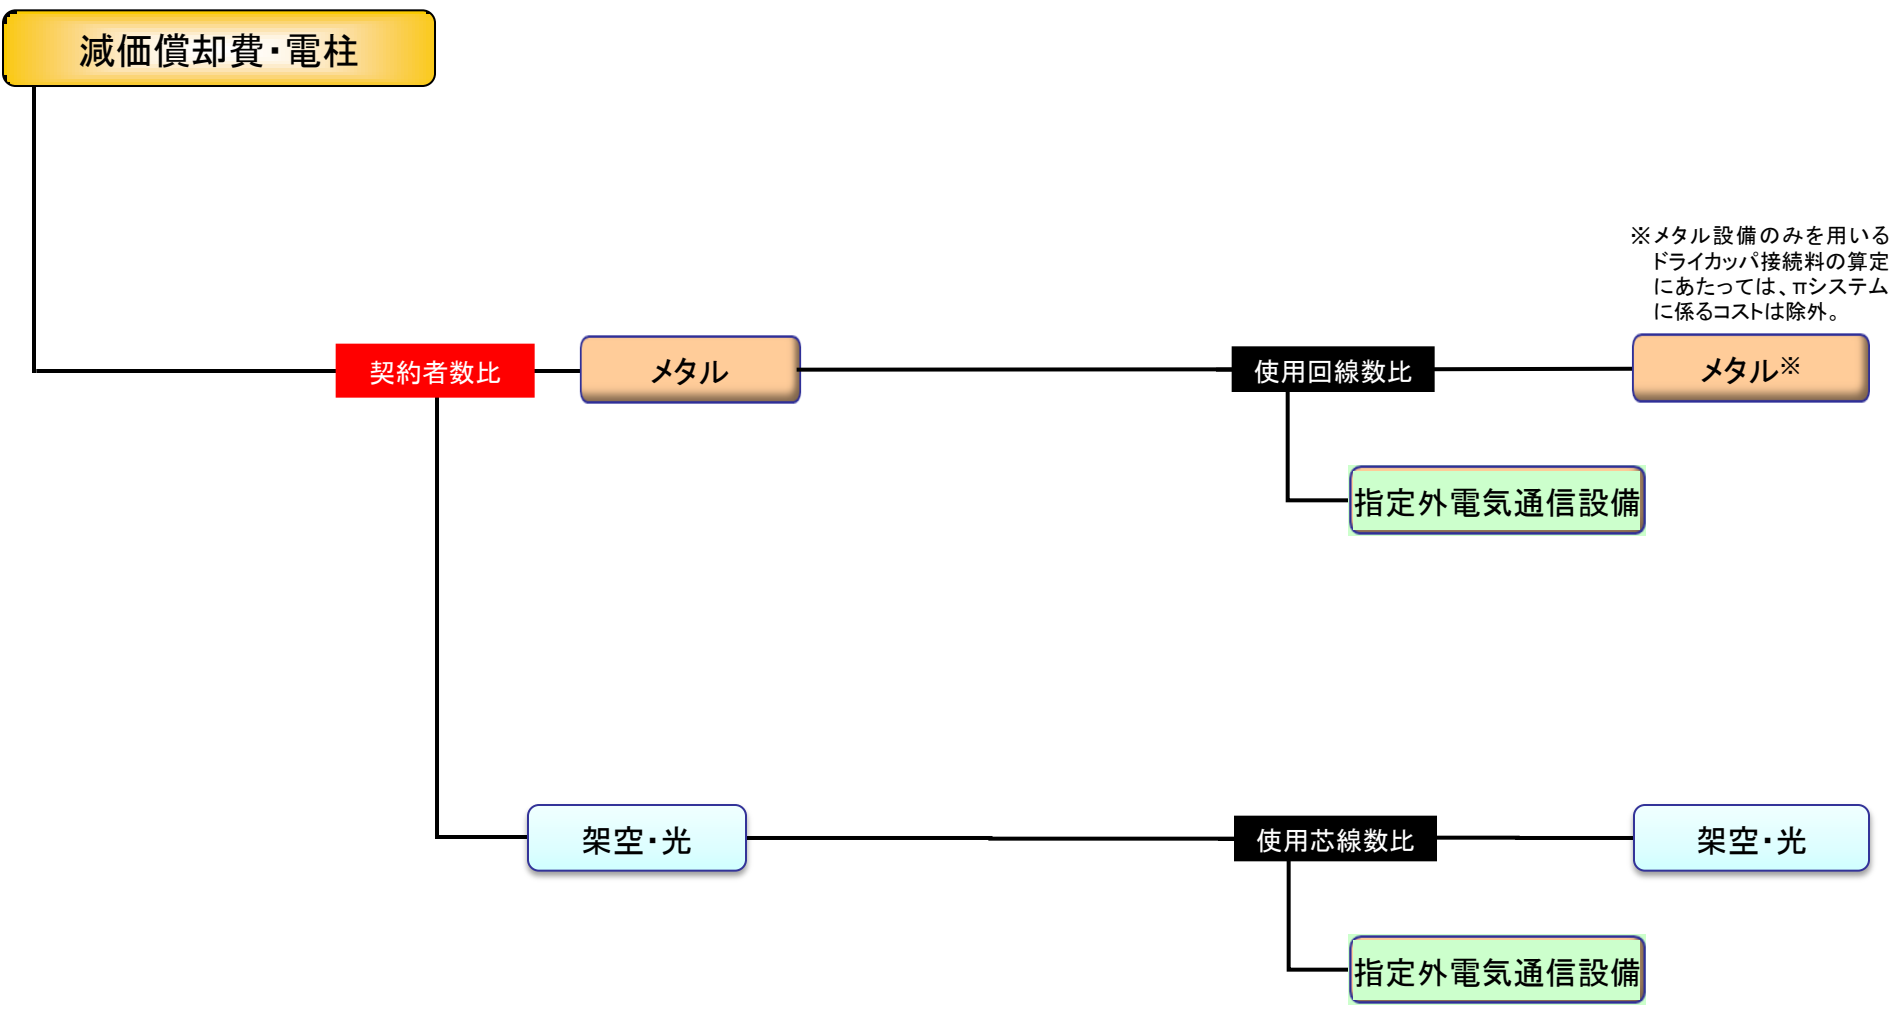 減価償却費・電柱
※メタル設備のみを用いる
ドライカッパ接続料の算定
にあたっては、πシステム
に係るコストは除外。
契約者数比
メタル
使用回線数比
メタル※
指定外電気通信設備
架空・光
使用芯線数比
架空・光
指定外電気通信設備